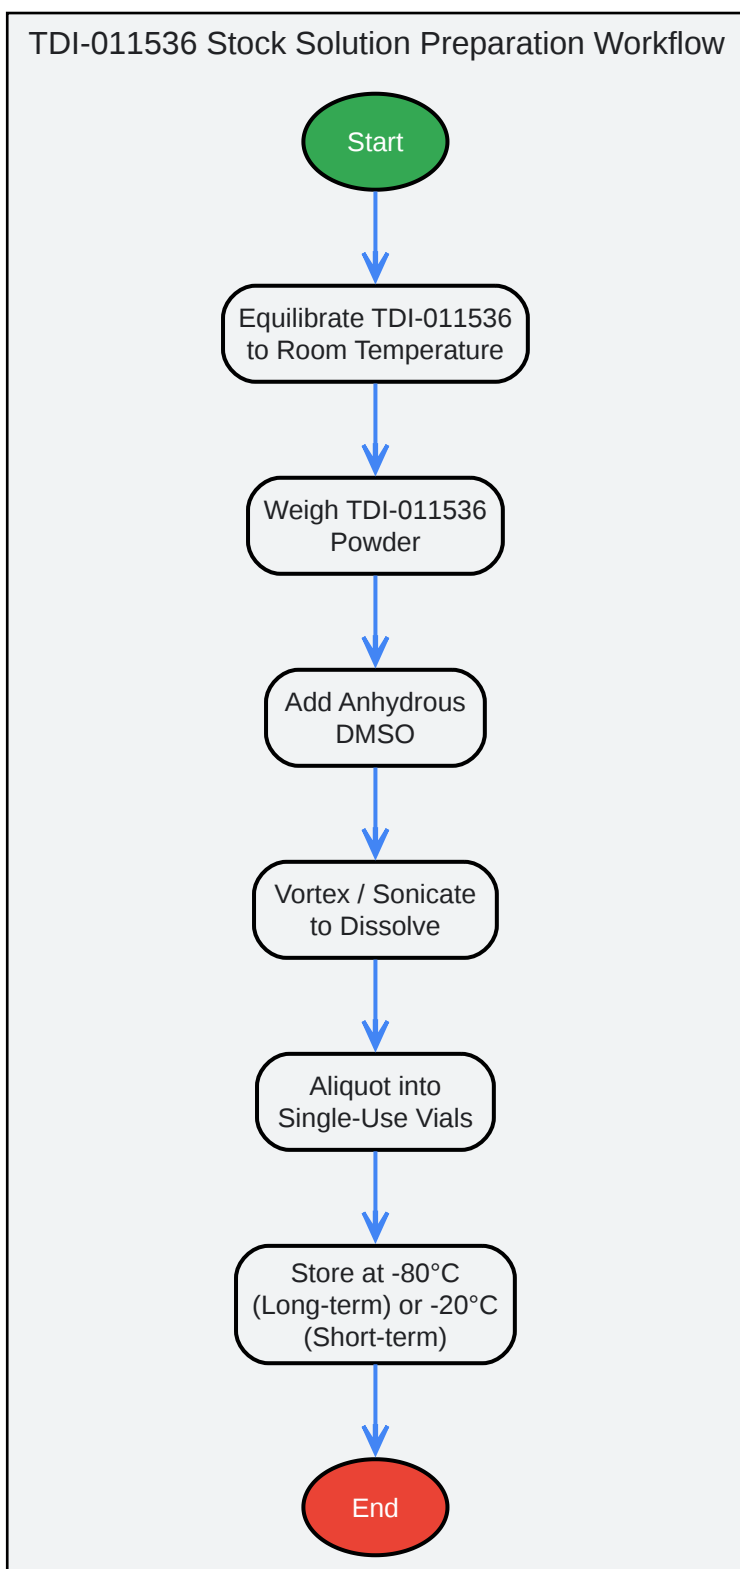 TDI-011536 Stock Solution Preparation Workflow
Start
Equilibrate TDI-011536
to Room Temperature
Weigh TDI-011536
Powder
Add Anhydrous
DMSO
Vortex / Sonicate
to Dissolve
Aliquot into
Single-Use Vials
Store at -80°C
(Long-term) or -20°C
(Short-term)
End